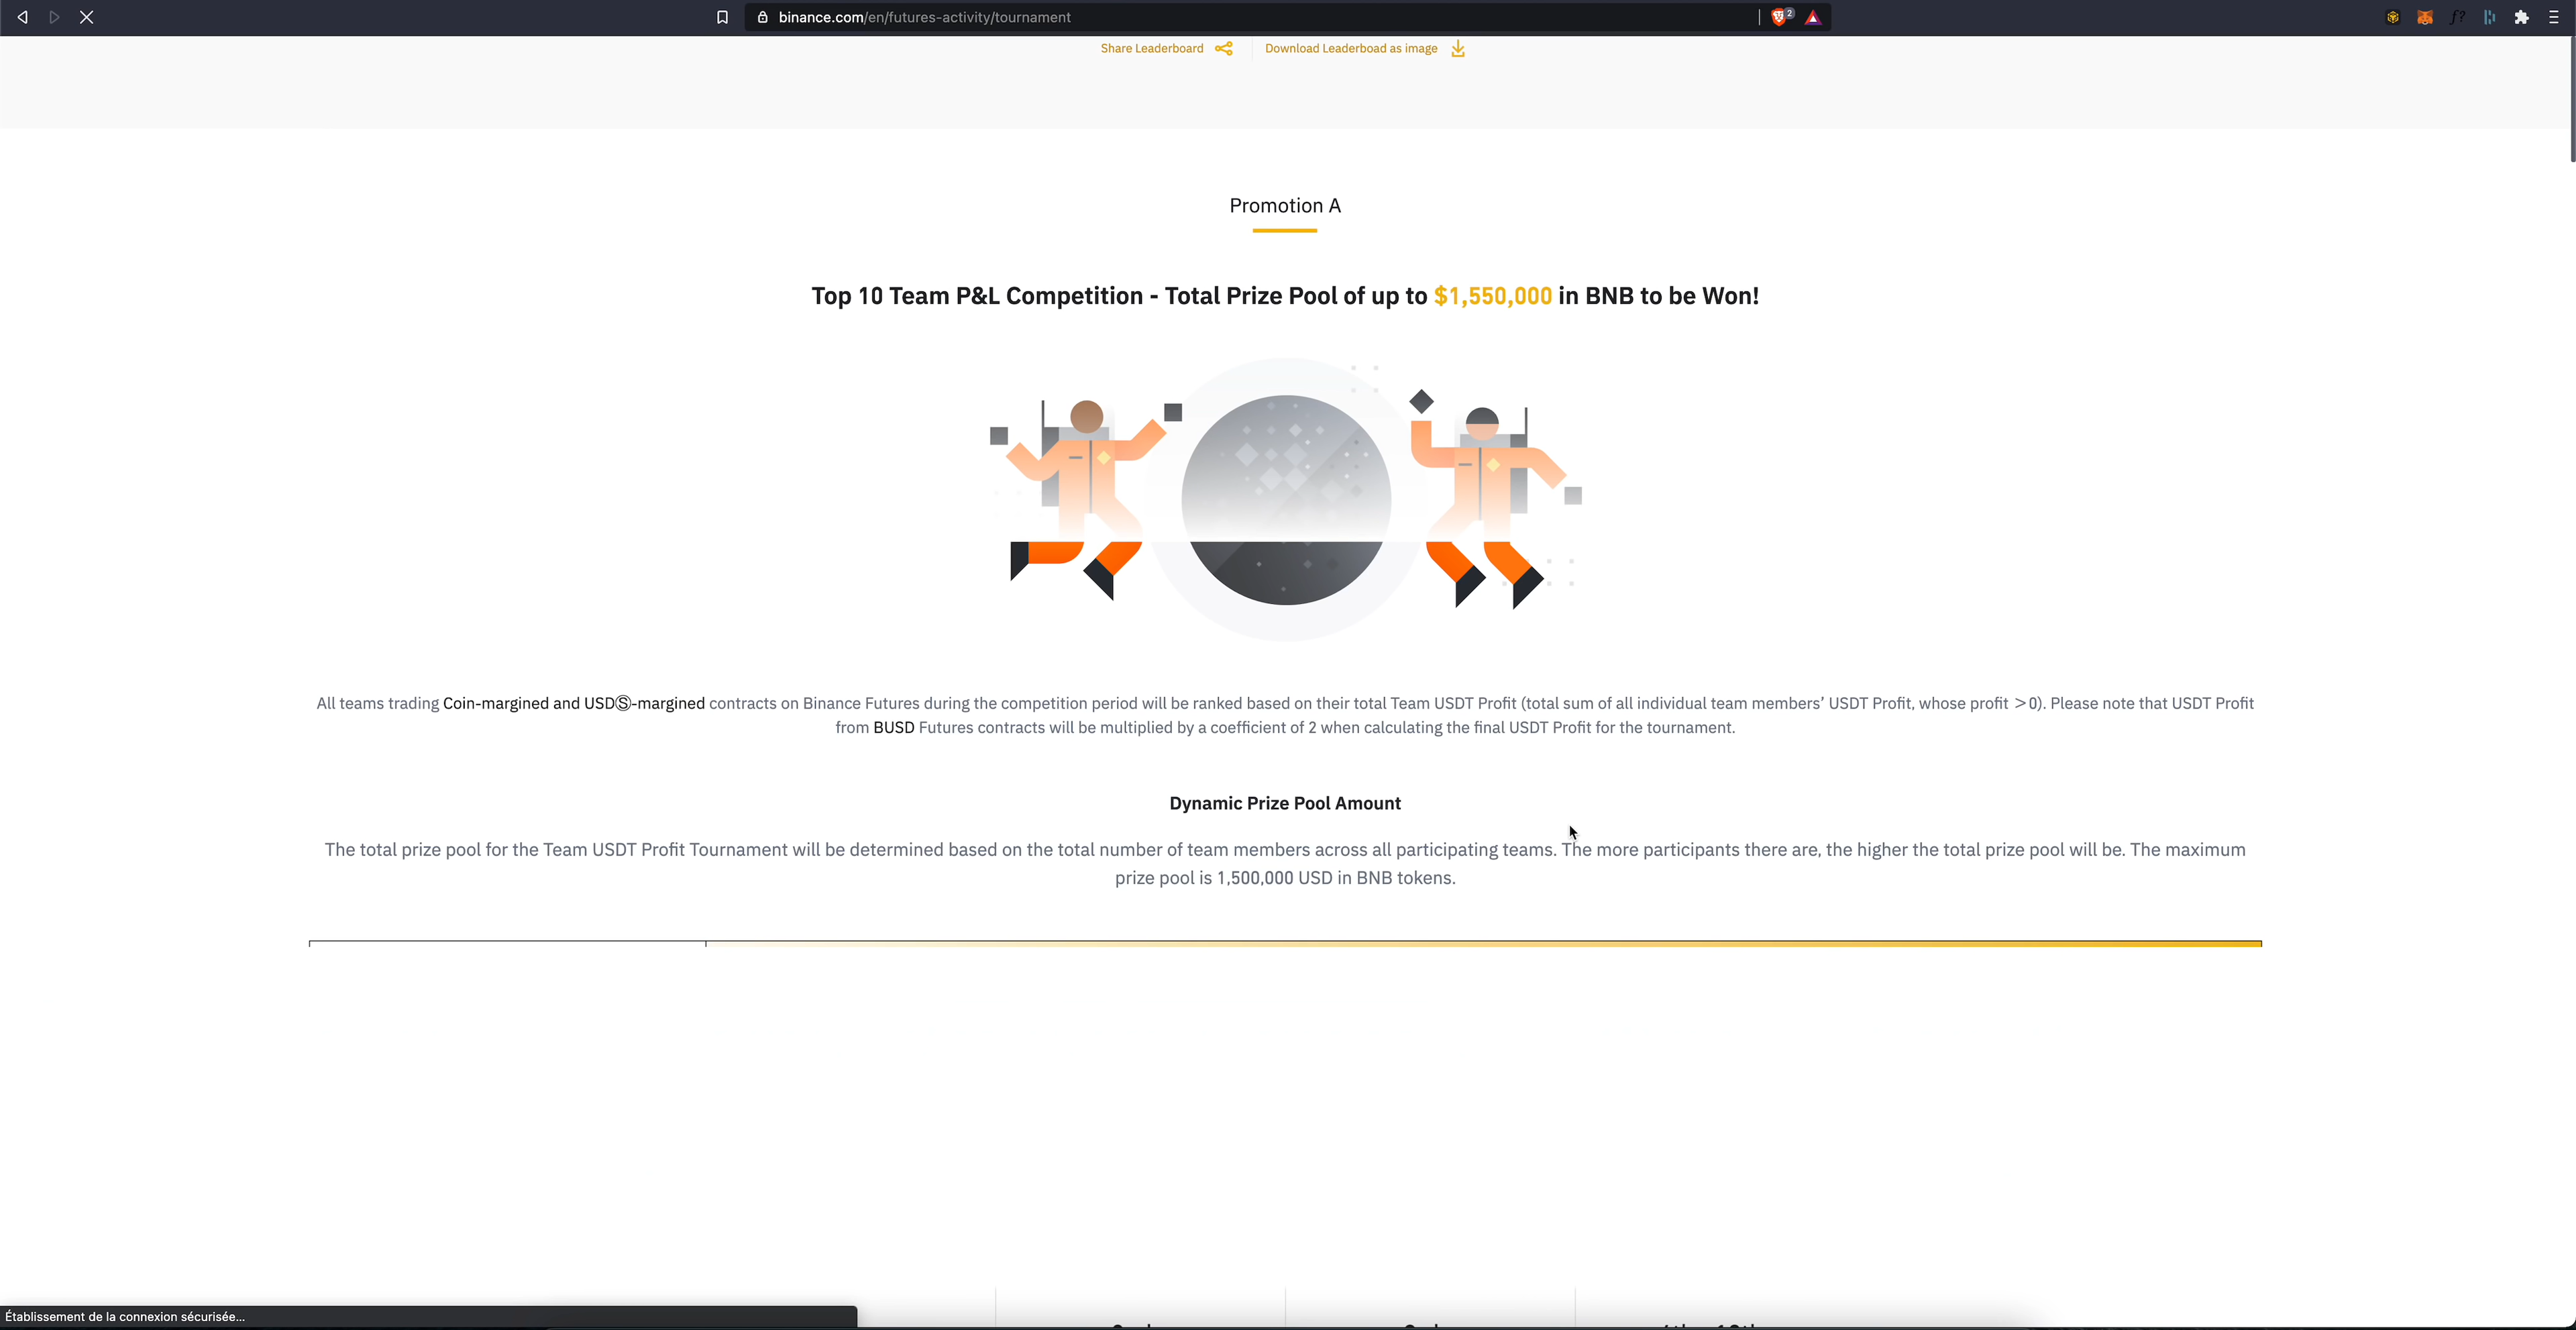 binance.com/en/futures-activity/tournament
2
f?
Share Leaderboard
Download Leaderboad as image
Promotion A
Top 10 Team P&L Competition - Total Prize Pool of up to $1,550,000 in BNB to be Won!
All teams trading Coin-margined and USDⓈ-margined contracts on Binance Futures during the competition period will be ranked based on their total Team USDT Profit (total sum of all individual team members’ USDT Profit, whose profit >0). Please note that USDT Profit
from BUSD Futures contracts will be multiplied by a coefficient of 2 when calculating the final USDT Profit for the tournament.
Dynamic Prize Pool Amount
The total prize pool for the Team USDT Profit Tournament will be determined based on the total number of team members across all participating teams. The more participants there are, the higher the total prize pool will be. The maximum
prize pool is 1,500,000 USD in BNB tokens.
Établissement de la connexion sécurisée...